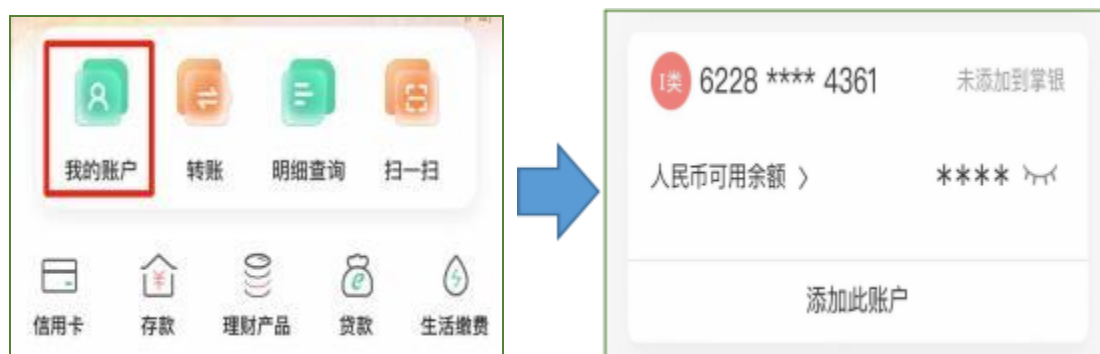 我的账户 转账 明细查询 扫一扫
信用卡 存款 理财产品 贷款 生活缴费
I类 6228 **** 4361 未添加到掌银
人民币可用余额 〉 ****
添加此账户